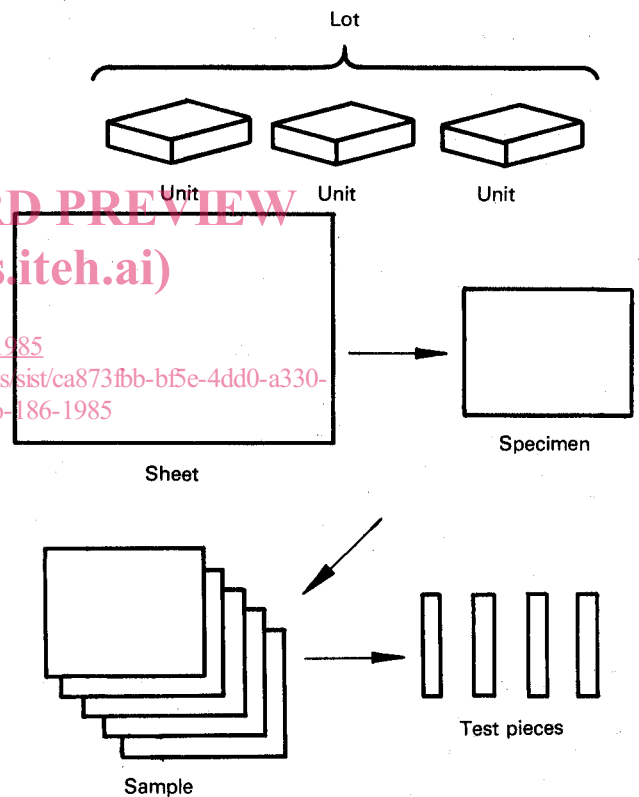 Lot
Unit Unit Unit
RD PREVIEW
s.iteh.ai)
1985
s/sist/ca873fbb-bf5e-4dd0-a330-
-186-1985
Specimen
Sheet
Test pieces
Sample